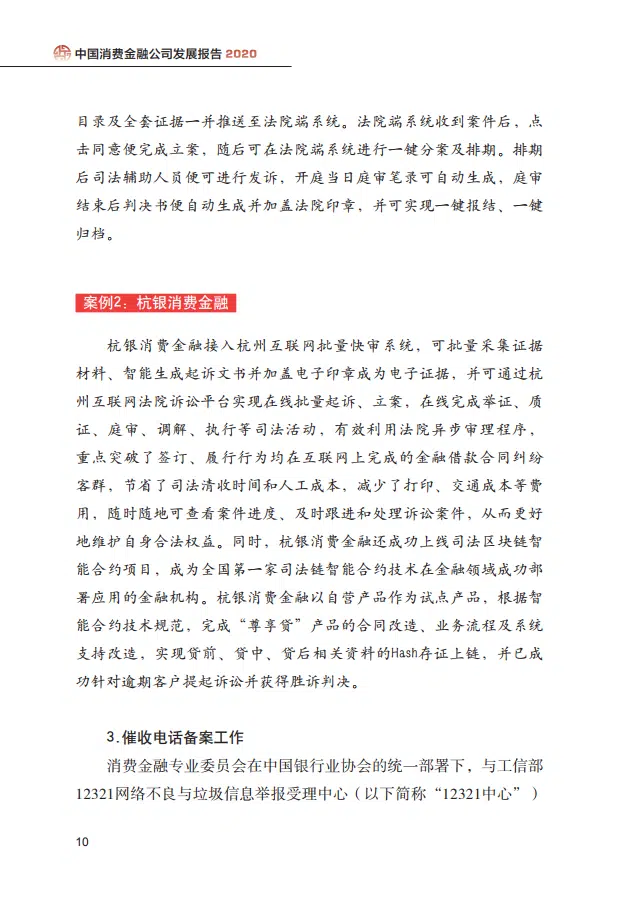 中国消费金融公司发展报告 2020
目录及全套证据一并推送至法院端系统。法院端系统收到案件后，点
击同意便完成立案，随后可在法院端系统进行一键分案及排期。排期
后司法辅助人员便可进行发诉，开庭当日庭审笔录可自动生成，庭审
结束后判决书便自动生成并加盖法院印章，并可实现一键报结、一键
归档。
案例2：杭银消费金融
杭银消费金融接入杭州互联网批量快审系统，可批量采集证据
材料、智能生成起诉文书并加盖电子印章成为电子证据，并可通过杭
州互联网法院诉讼平台实现在线批量起诉、立案，在线完成举证、质
证、庭审、调解、执行等司法活动，有效利用法院异步审理程序，
重点突破了签订、履行行为均在互联网上完成的金融借款合同纠纷
客群，节省了司法清收时间和人工成本，减少了打印、交通成本等费
用，随时随地可查看案件进度、及时跟进和处理诉讼案件，从而更好
地维护自身合法权益。同时，杭银消费金融还成功上线司法区块链智
能合约项目，成为全国第一家司法链智能合约技术在金融领域成功部
署应用的金融机构。杭银消费金融以自营产品作为试点产品，根据智
能合约技术规范，完成“尊享贷”产品的合同改造、业务流程及系统
支持改造，实现贷前、贷中、贷后相关资料的Hash存证上链，并已成
功针对逾期客户提起诉讼并获得胜诉判决。
3.催收电话备案工作
消费金融专业委员会在中国银行业协会的统一部署下，与工信部
12321网络不良与垃圾信息举报受理中心（以下简称“12321中心”）
10